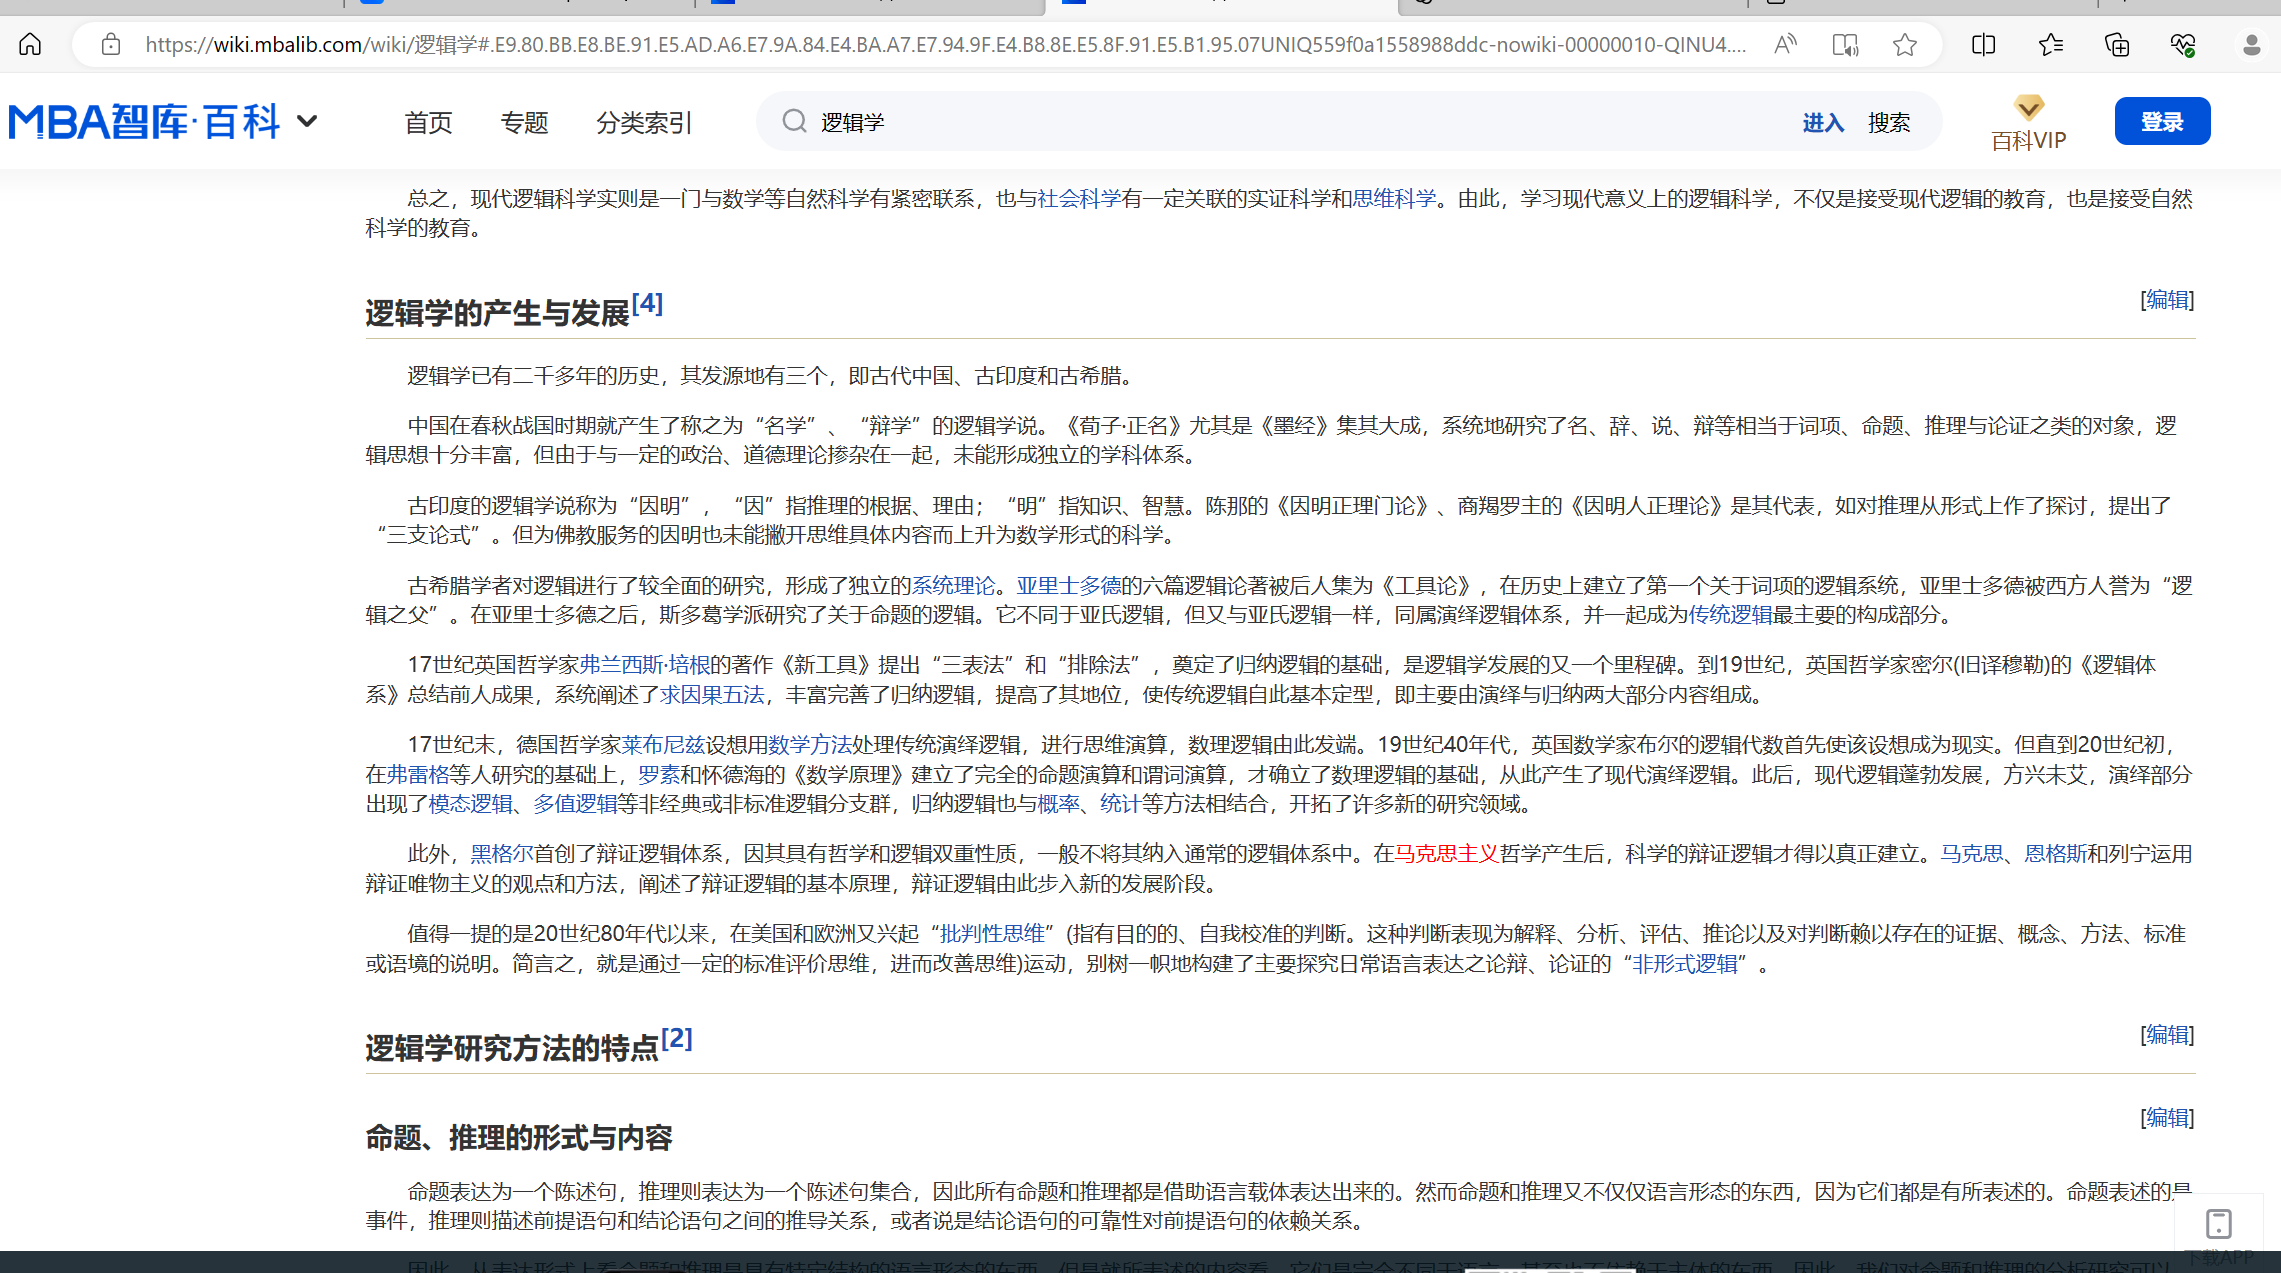 https://wiki.mbalib.com/wiki/逻辑学#.E9.80.BB.E8.BE.91.E5.AD.A6.E7.9A.84.E4.BA.A7.E7.94.9F.E4.B8.8E.E5.8F.91.E5.B1.95.07UNIQ559f0a1558988ddc-nowiki-00000010-QINU4....
MBA智库·百科 首页 专题 分类索引 逻辑学 进入 搜索 百科VIP 登录
总之，现代逻辑科学实则是一门与数学等自然科学有紧密联系，也与社会科学有一定关联的实证科学和思维科学。由此，学习现代意义上的逻辑科学，不仅是接受现代逻辑的教育，也是接受自然
科学的教育。
逻辑学的产生与发展[4] [编辑]
逻辑学已有二千多年的历史，其发源地有三个，即古代中国、古印度和古希腊。
中国在春秋战国时期就产生了称之为“名学”、“辩学”的逻辑学说。《荀子·正名》尤其是《墨经》集其大成，系统地研究了名、辞、说、辩等相当于词项、命题、推理与论证之类的对象，逻
辑思想十分丰富，但由于与一定的政治、道德理论掺杂在一起，未能形成独立的学科体系。
古印度的逻辑学说称为“因明”，“因”指推理的根据、理由；“明”指知识、智慧。陈那的《因明正理门论》、商羯罗主的《因明人正理论》是其代表，如对推理从形式上作了探讨，提出了
“三支论式”。但为佛教服务的因明也未能撇开思维具体内容而上升为数学形式的科学。
古希腊学者对逻辑进行了较全面的研究，形成了独立的系统理论。亚里士多德的六篇逻辑论著被后人集为《工具论》，在历史上建立了第一个关于词项的逻辑系统，亚里士多德被西方人誉为“逻
辑之父”。在亚里士多德之后，斯多葛学派研究了关于命题的逻辑。它不同于亚氏逻辑，但又与亚氏逻辑一样，同属演绎逻辑体系，并一起成为传统逻辑最主要的构成部分。
17世纪英国哲学家弗兰西斯·培根的著作《新工具》提出“三表法”和“排除法”，奠定了归纳逻辑的基础，是逻辑学发展的又一个里程碑。到19世纪，英国哲学家密尔(旧译穆勒)的《逻辑体
系》总结前人成果，系统阐述了求因果五法，丰富完善了归纳逻辑，提高了其地位，使传统逻辑自此基本定型，即主要由演绎与归纳两大部分内容组成。
17世纪末，德国哲学家莱布尼兹设想用数学方法处理传统演绎逻辑，进行思维演算，数理逻辑由此发端。19世纪40年代，英国数学家布尔的逻辑代数首先使该设想成为现实。但直到20世纪初，
在弗雷格等人研究的基础上，罗素和怀德海的《数学原理》建立了完全的命题演算和谓词演算，才确立了数理逻辑的基础，从此产生了现代演绎逻辑。此后，现代逻辑蓬勃发展，方兴未艾，演绎部分
出现了模态逻辑、多值逻辑等非经典或非标准逻辑分支群，归纳逻辑也与概率、统计等方法相结合，开拓了许多新的研究领域。
此外，黑格尔首创了辩证逻辑体系，因其具有哲学和逻辑双重性质，一般不将其纳入通常的逻辑体系中。在马克思主义哲学产生后，科学的辩证逻辑才得以真正建立。马克思、恩格斯和列宁运用
辩证唯物主义的观点和方法，阐述了辩证逻辑的基本原理，辩证逻辑由此步入新的发展阶段。
值得一提的是20世纪80年代以来，在美国和欧洲又兴起“批判性思维”(指有目的的、自我校准的判断。这种判断表现为解释、分析、评估、推论以及对判断赖以存在的证据、概念、方法、标准
或语境的说明。简言之，就是通过一定的标准评价思维，进而改善思维)运动，别树一帜地构建了主要探究日常语言表达之论辩、论证的“非形式逻辑”。
逻辑学研究方法的特点[2] [编辑]
命题、推理的形式与内容 [编辑]
命题表达为一个陈述句，推理则表达为一个陈述句集合，因此所有命题和推理都是借助语言载体表达出来的。然而命题和推理又不仅仅语言形态的东西，因为它们都是有所表述的。命题表述的是
事件，推理则描述前提语句和结论语句之间的推导关系，或者说是结论语句的可靠性对前提语句的依赖关系。
下载APP